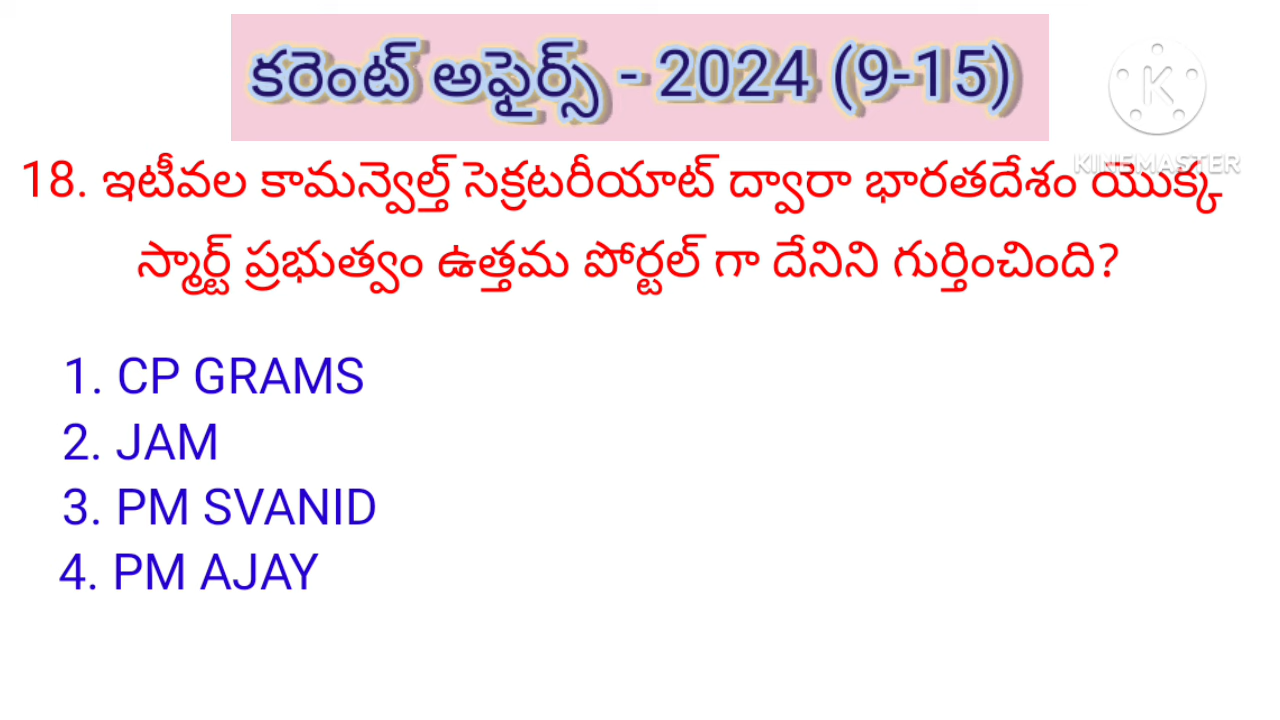 కరెంట్ అఫైర్స్ - 2024 (9-15)
K
KINEMASTER
18. ఇటీవల కామన్వెల్త్ సెక్రటరీయాట్ ద్వారా భారతదేశం యొక్క
స్మార్ట్ ప్రభుత్వం ఉత్తమ పోర్టల్ గా దేనిని గుర్తించింది?
1. CP GRAMS
2. JAM
3. PM SVANID
4. PM AJAY